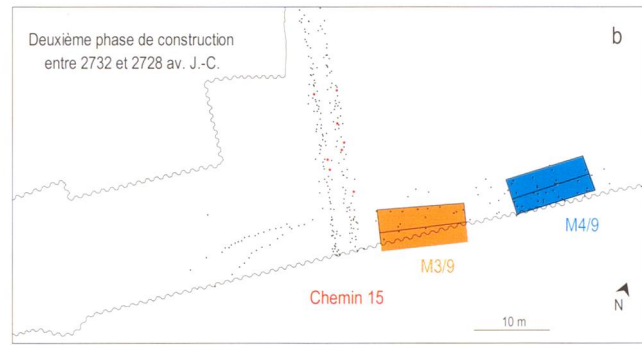 Deuxième phase de construction
entre 2732 et 2728 av. J.-C.
b
M4/9
M3/9
Chemin 15
N
10 m